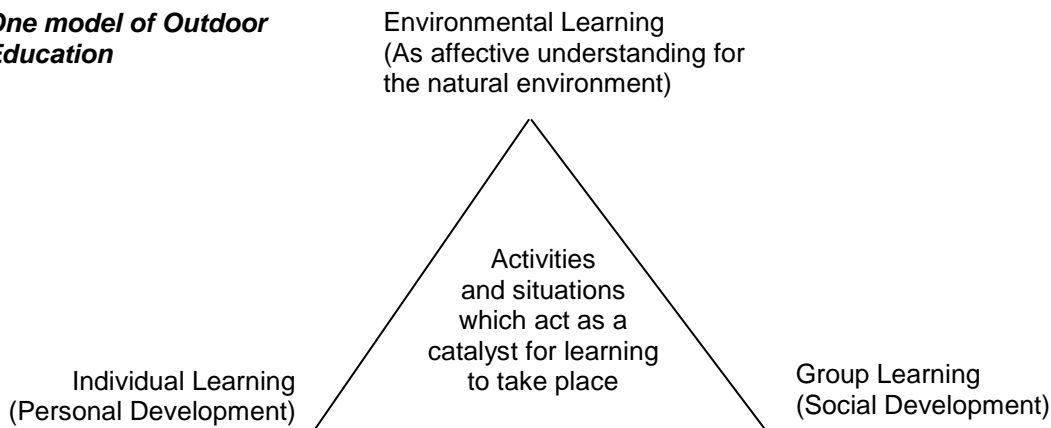 One model of Outdoor
Education
Environmental Learning
(As affective understanding for
the natural environment)
Activities
and situations
which act as a
catalyst for learning
to take place
Individual Learning
(Personal Development)
Group Learning
(Social Development)